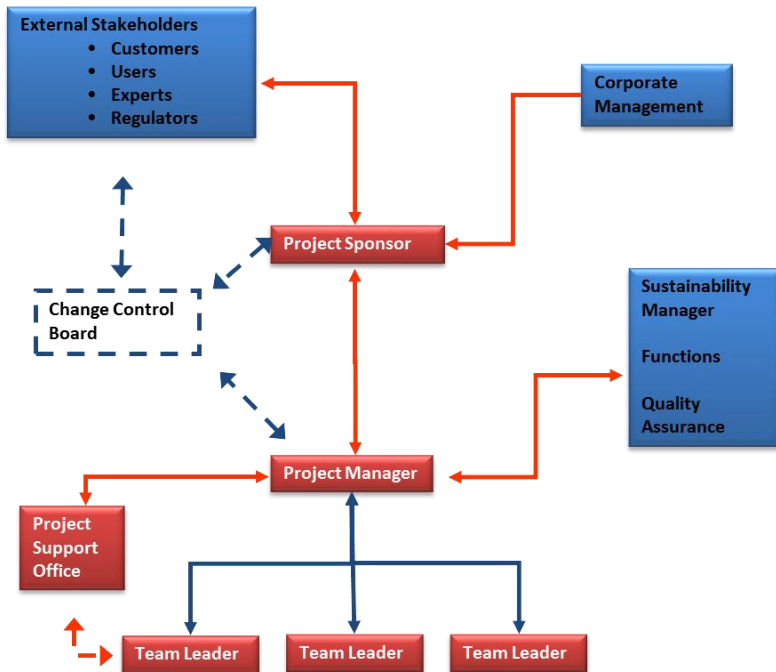 External Stakeholders
• Customers
• Users
• Experts
• Regulators
Corporate
Management
Project Sponsor
Change Control
Board
Sustainability
Manager
Functions
Quality
Assurance
Project Manager
Project
Support
Office
Team Leader
Team Leader
Team Leader